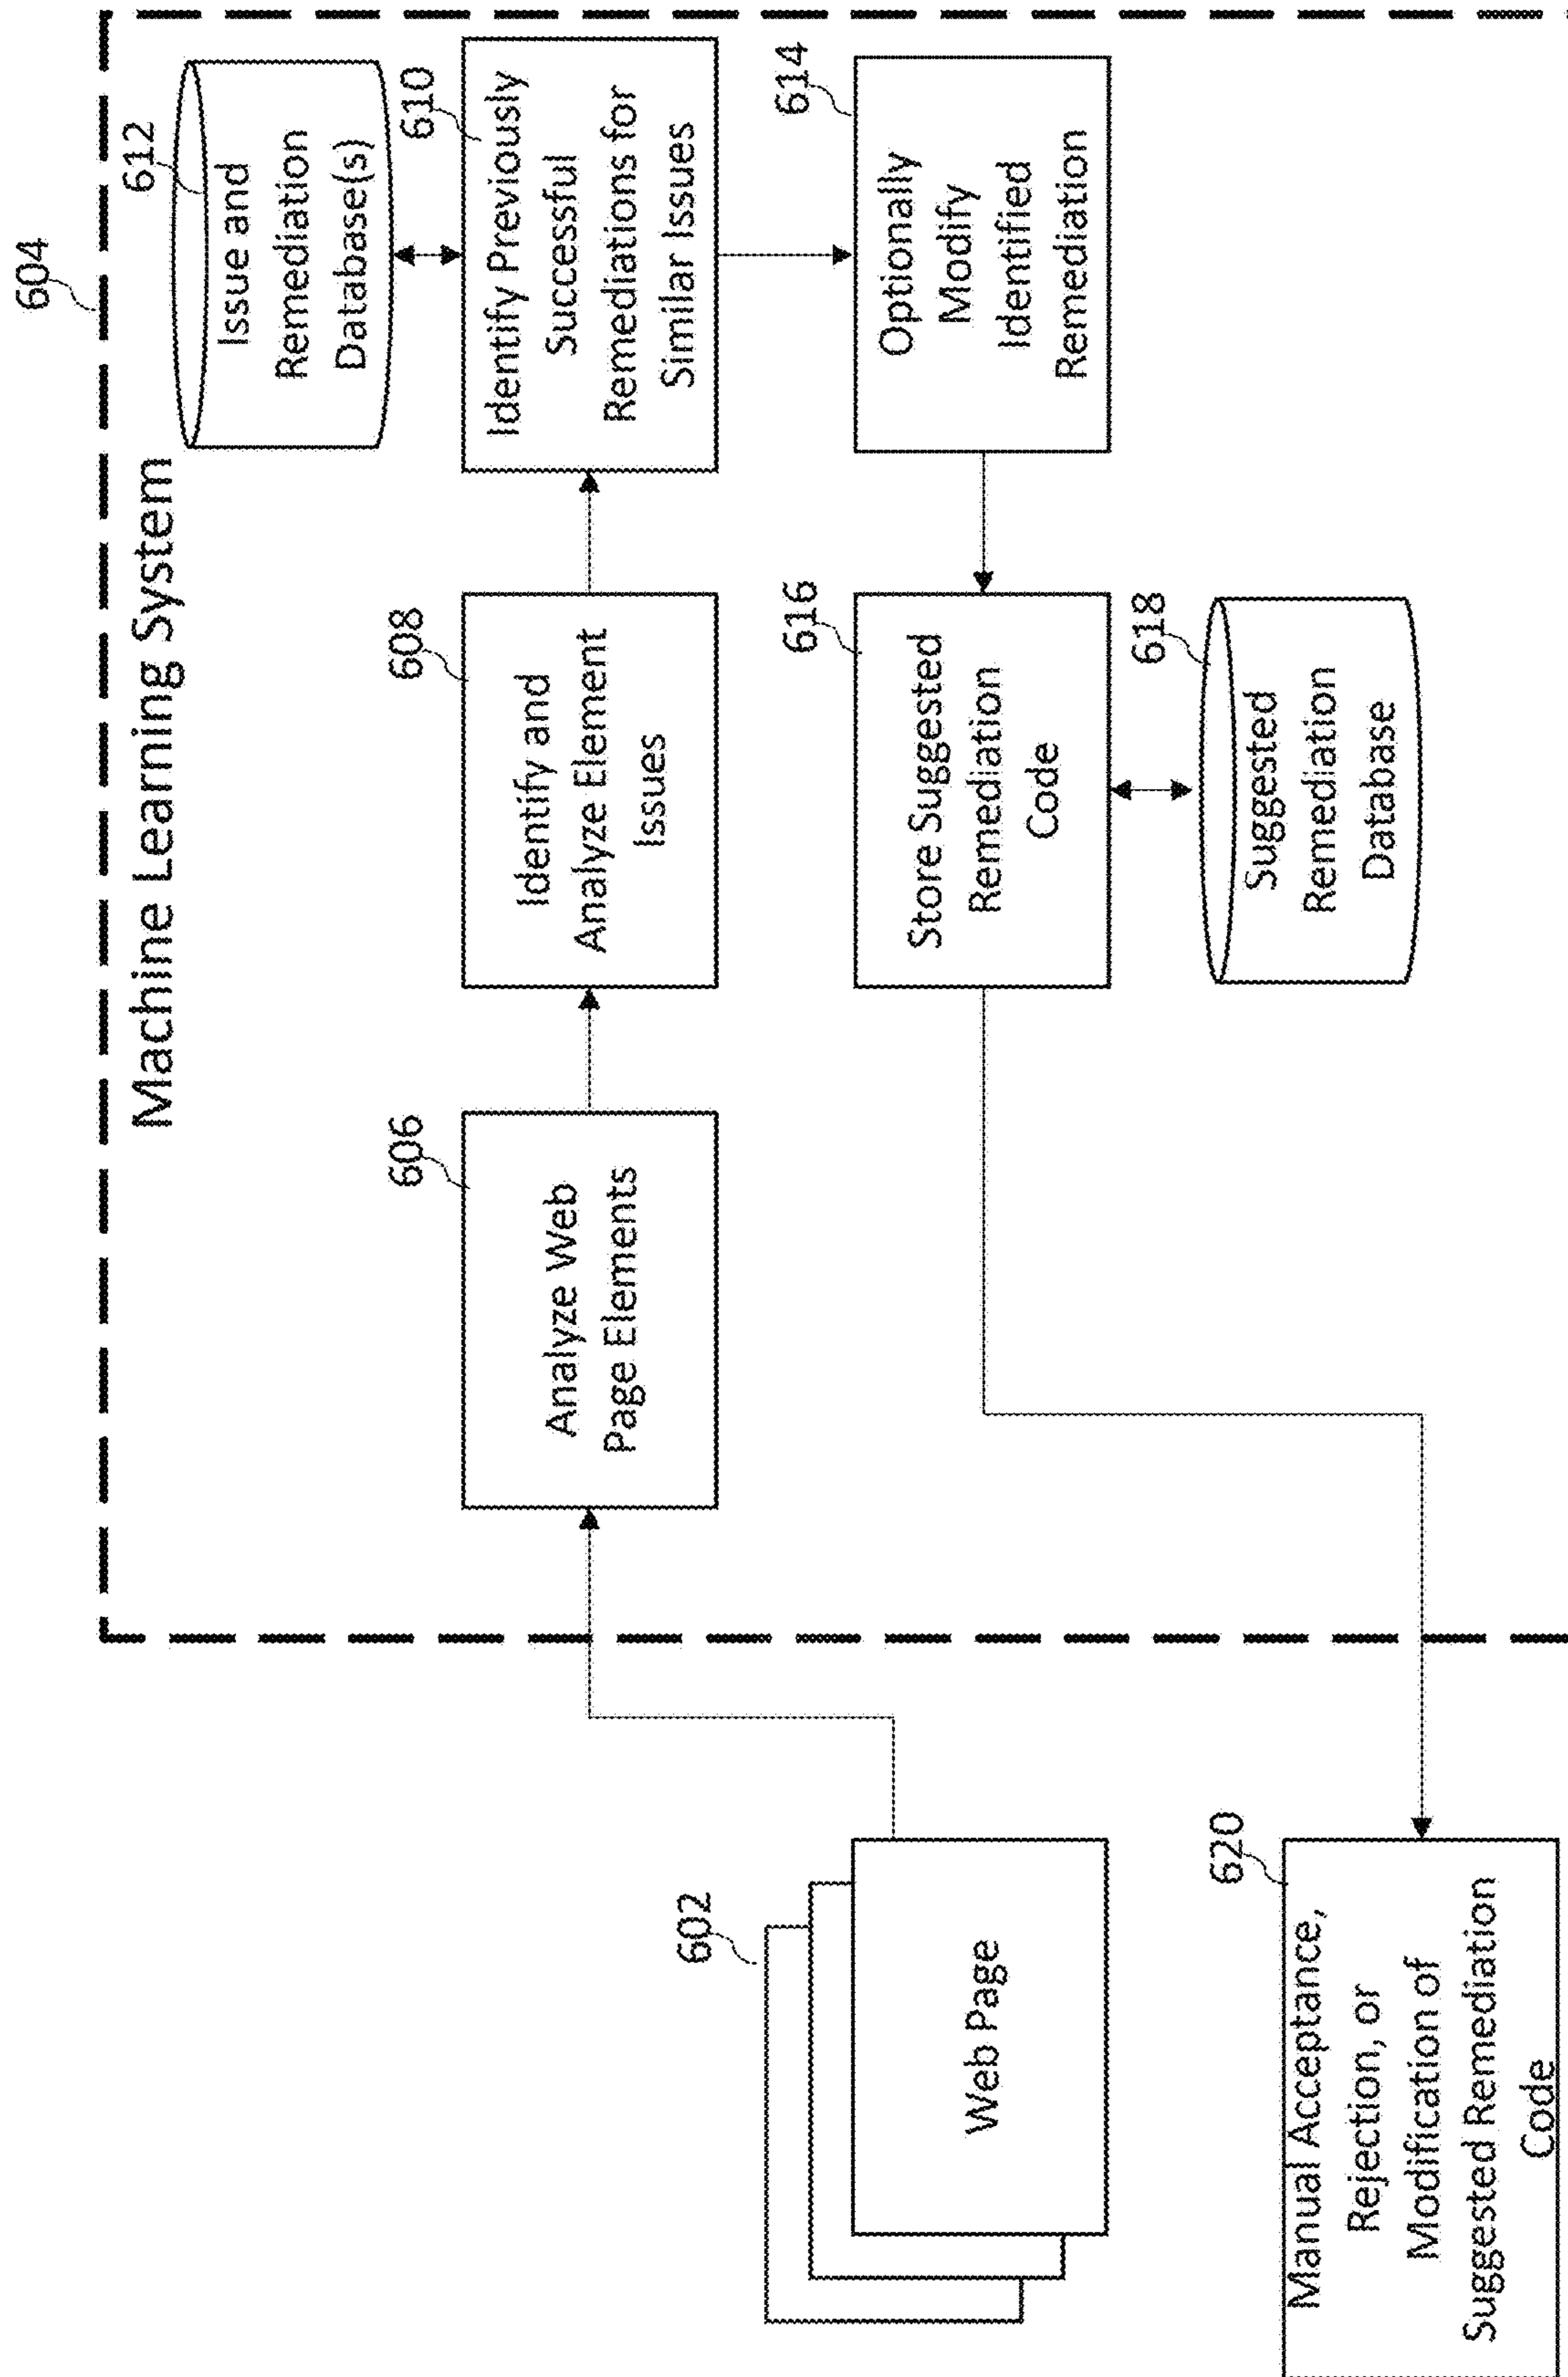 604
Machine Learning System
612
Issue and
Remediation
Database(s)
602
Web Page
606
Analyze Web
Page Elements
608
Identify and
Analyze Element
Issues
610
Identify Previously
Successful
Remediations for
Similar Issues
614
Optionally
Modify
Identified
Remediation
616
Store Suggested
Remediation
Code
618
Suggested
Remediation
Database
620
Manual Acceptance,
Rejection, or
Modification of
Suggested Remediation
Code